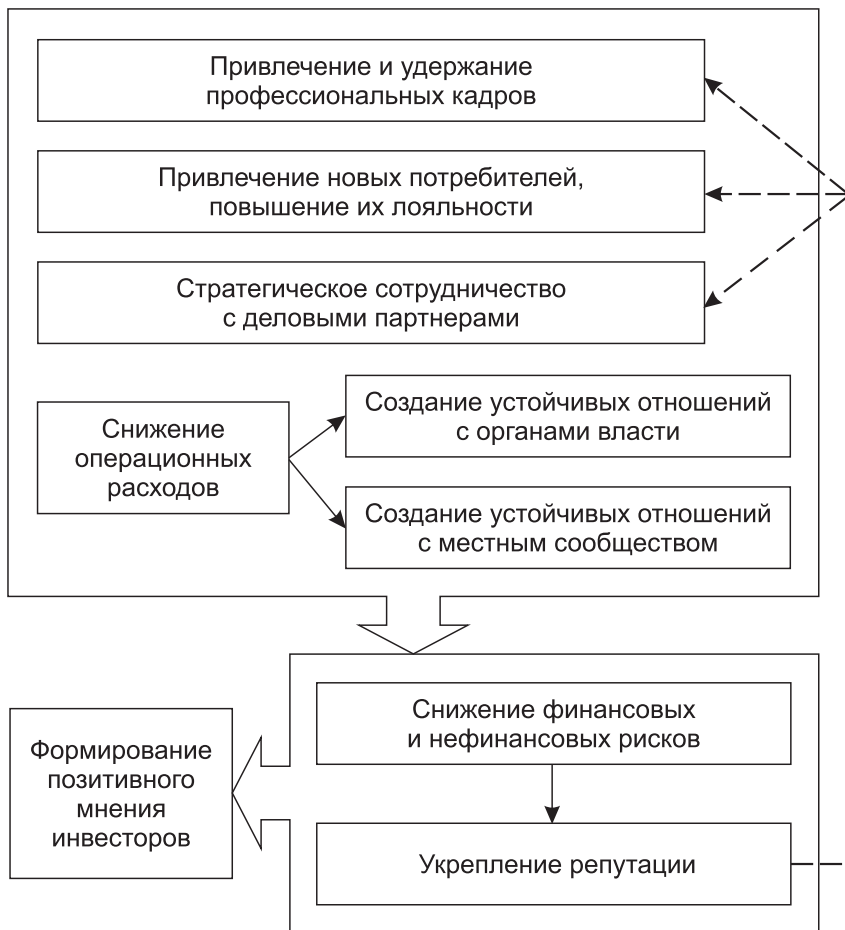 Привлечение и удержание
профессиональных кадров
Привлечение новых потребителей,
повышение их лояльности
Стратегическое сотрудничество
с деловыми партнерами
Снижение
операционных
расходов
Создание устойчивых отношений
с органами власти
Создание устойчивых отношений
с местным сообществом
Формирование
позитивного
мнения
инвесторов
Снижение финансовых
и нефинансовых рисков
Укрепление репутации